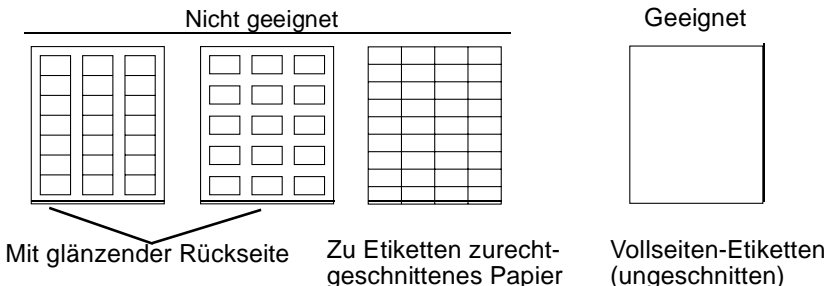 Nicht geeignet
Geeignet
Mit glänzender Rückseite
Zu Etiketten zurecht-
geschnittenes Papier
Vollseiten-Etiketten
(ungeschnitten)